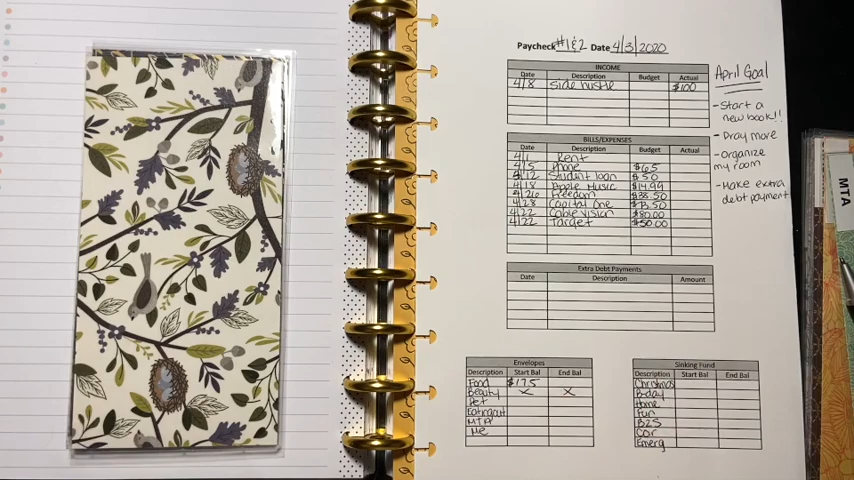 Paycheck #1&2 Date 4/3/2020
INCOME
Date Description Budget Actual
4/8 Side hustle $100
BILLS/EXPENSES
Date Description Budget Actual
4/1 Rent
4/5 Phone $65
4/12 Student loan $50
4/18 Apple Music $14.99
4/26 Freedom $38.50
4/28 Capital One $73.50
4/22 Cablevision $80.00
4/22 Target $50.00
Extra Debt Payments
Date Description Amount
Envelopes
Description Start Bal End Bal
Food $175
Beauty X X
Pet
Eating out
MTA
Me
Sinking Fund
Description Start Bal End Bal
Christmas
B-day
Home
Fun
B2S
Car
Emerg
April Goal
- Start a
new book!!
- Pray more
- Organize
my room
- Make extra
debt payment
MTA